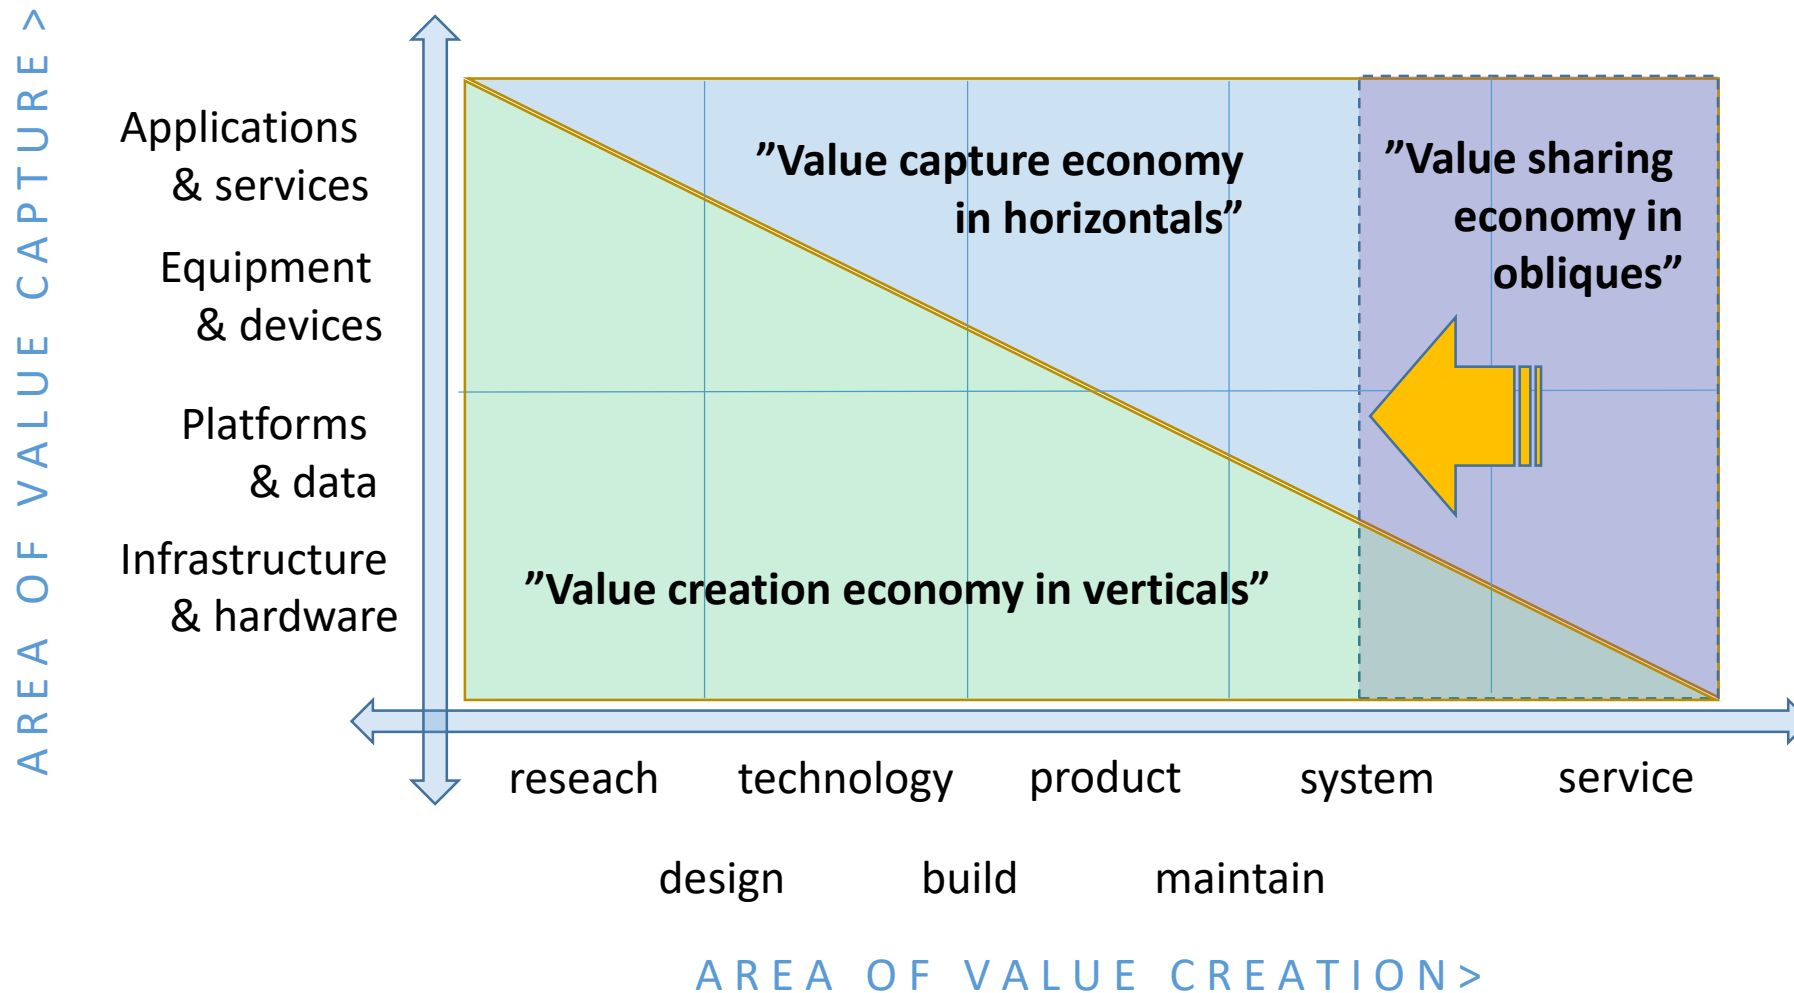 AREA OF VALUE CAPTURE >
Applications
& services
Equipment
& devices
Platforms
& data
Infrastructure
& hardware
”Value capture economy
in horizontals”
”Value sharing
economy in
obliques”
”Value creation economy in verticals”
reseach technology product system service
design build maintain
AREA OF VALUE CREATION>